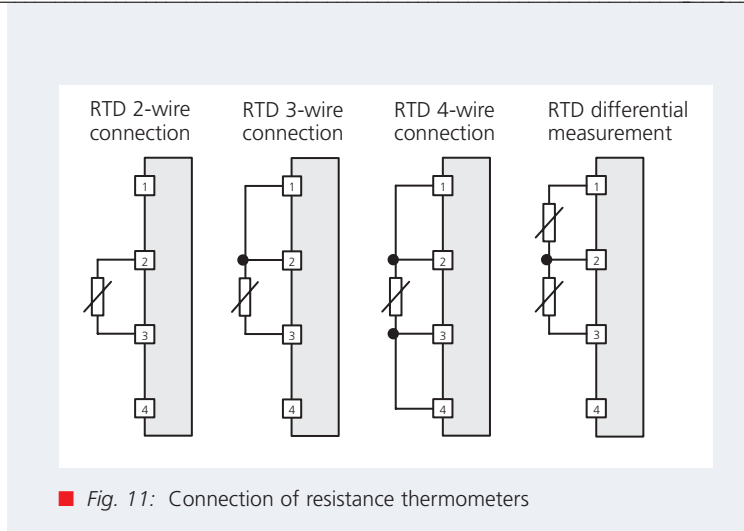 RTD 2-wire
connection
RTD 3-wire
connection
RTD 4-wire
connection
RTD differential
measurement
1
2
3
4
1
2
3
4
1
2
3
4
1
2
3
4
Fig. 11: Connection of resistance thermometers